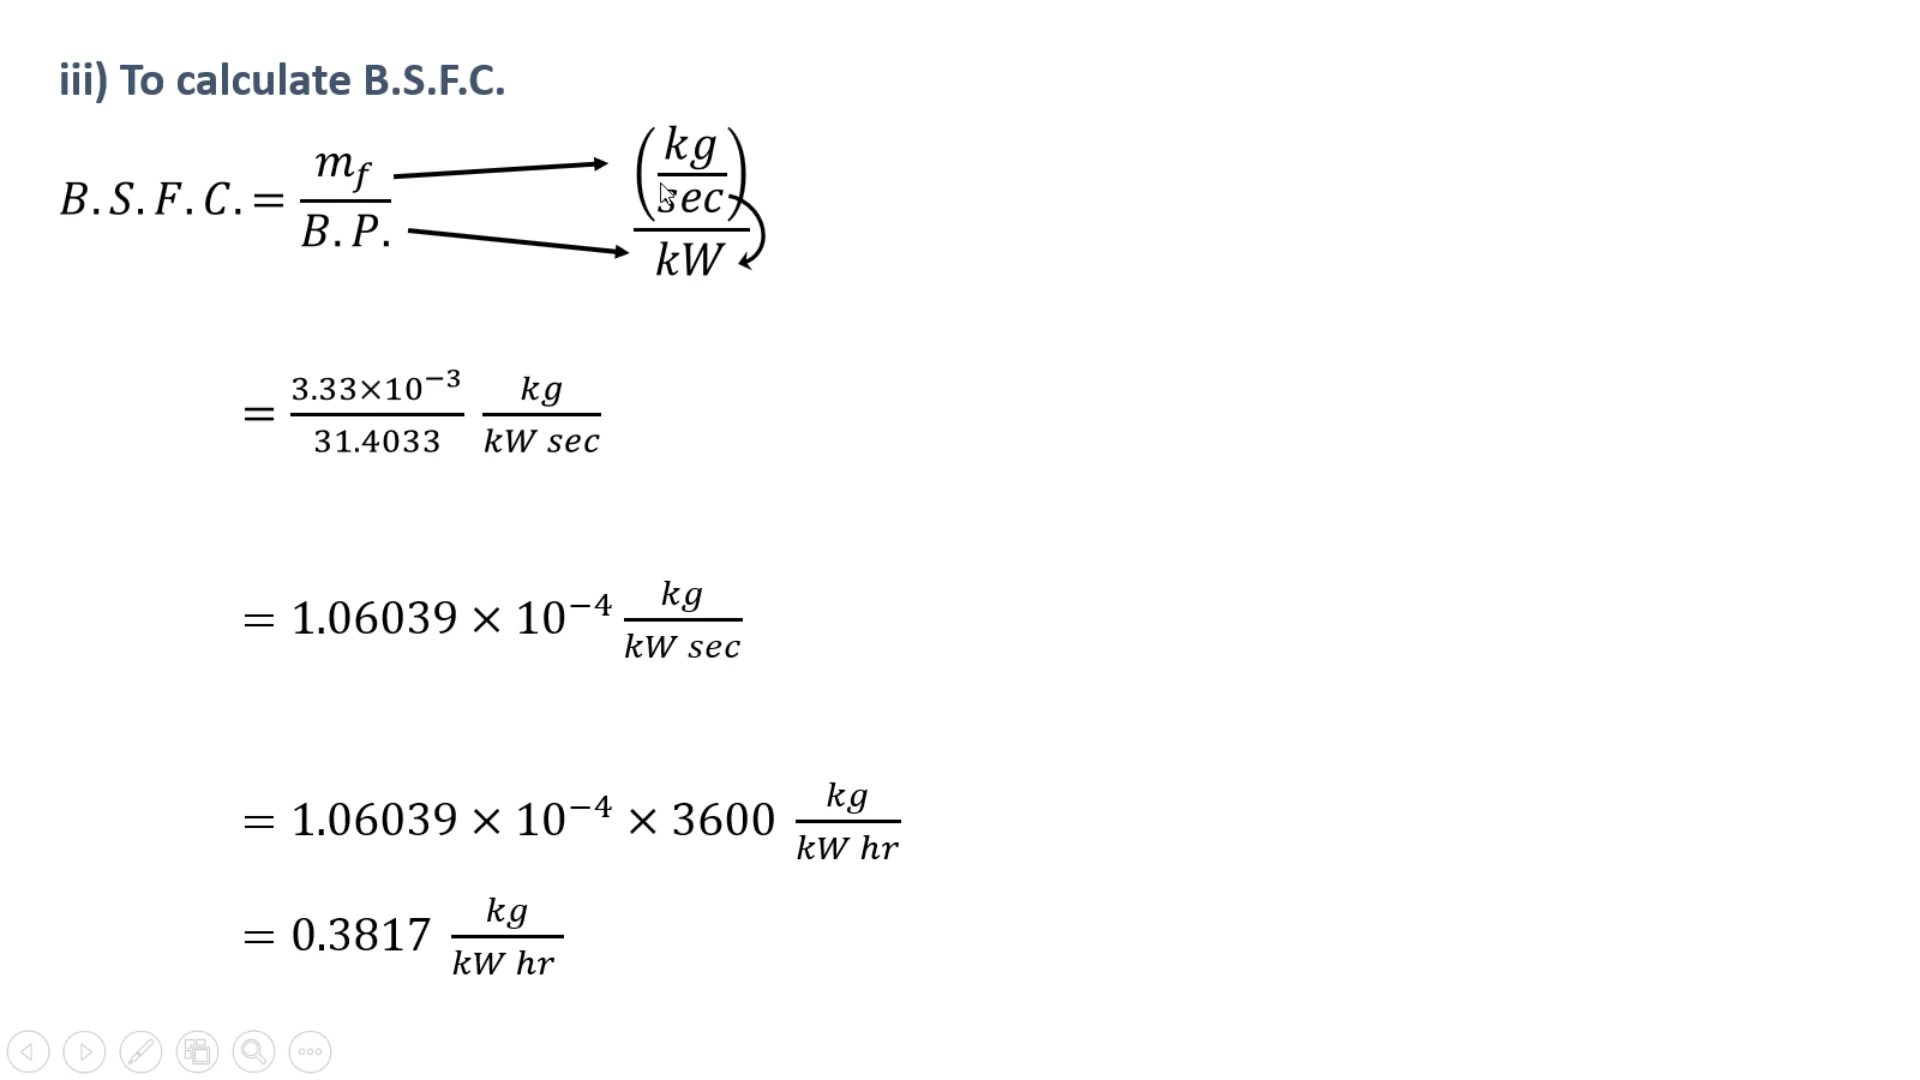 iii) To calculate B.S.F.C.
B.S.F.C. = m_f / B.P. → (kg/sec) / kW
= 3.33×10⁻³ / 31.4033 kg / kW sec
= 1.06039 × 10⁻⁴ kg / kW sec
= 1.06039 × 10⁻⁴ × 3600 kg / kW hr
= 0.3817 kg / kW hr